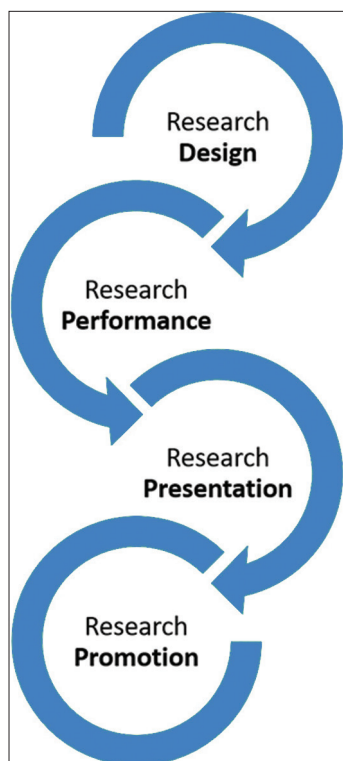 Research
Design
Research
Performance
Research
Presentation
Research
Promotion